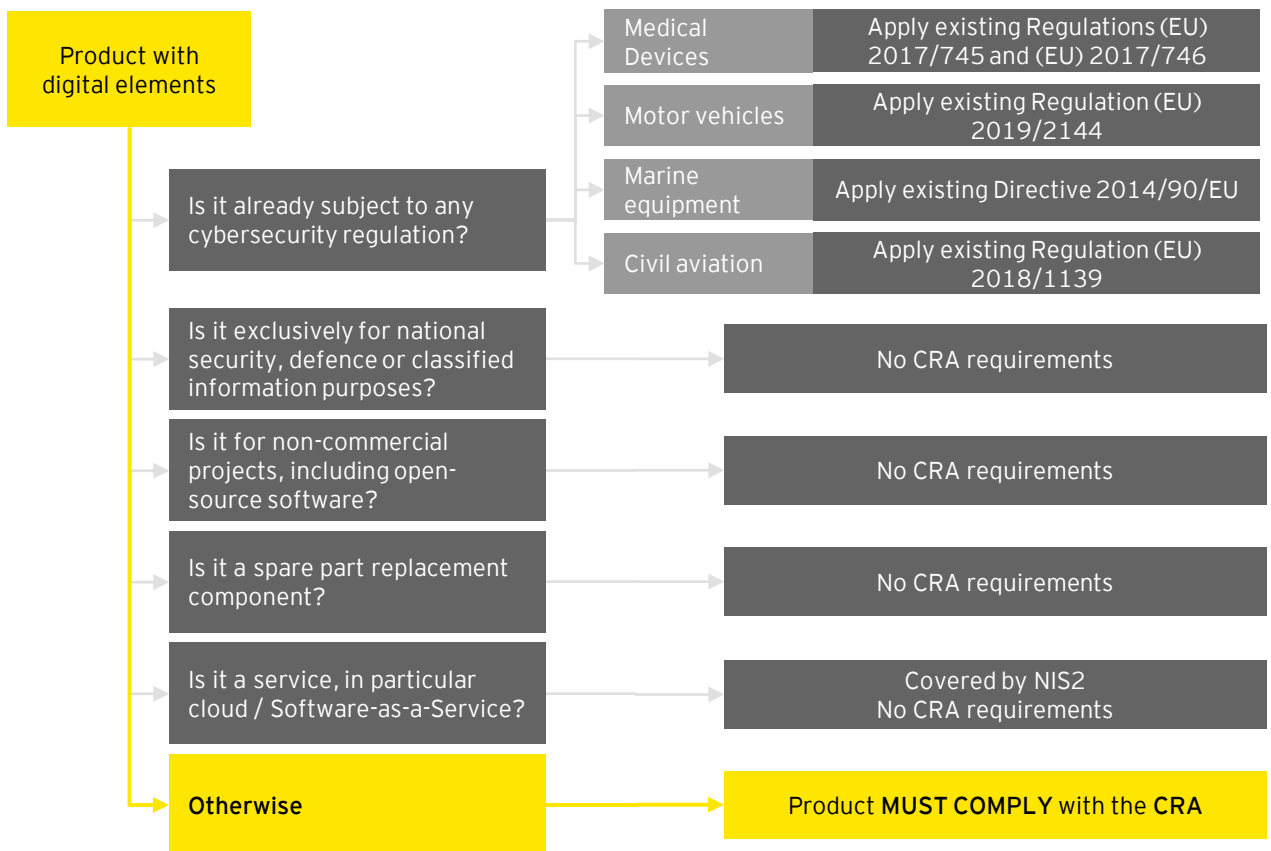 Product with
digital elements
Is it already subject to any
cybersecurity regulation?
Medical
Devices
Apply existing Regulations (EU)
2017/745 and (EU) 2017/746
Motor vehicles
Apply existing Regulation (EU)
2019/2144
Marine
equipment
Apply existing Directive 2014/90/EU
Civil aviation
Apply existing Regulation (EU)
2018/1139
Is it exclusively for national
security, defence or classified
information purposes?
No CRA requirements
Is it for non-commercial
projects, including open-
source software?
No CRA requirements
Is it a spare part replacement
component?
No CRA requirements
Is it a service, in particular
cloud / Software-as-a-Service?
Covered by NIS2
No CRA requirements
Otherwise
Product MUST COMPLY with the CRA